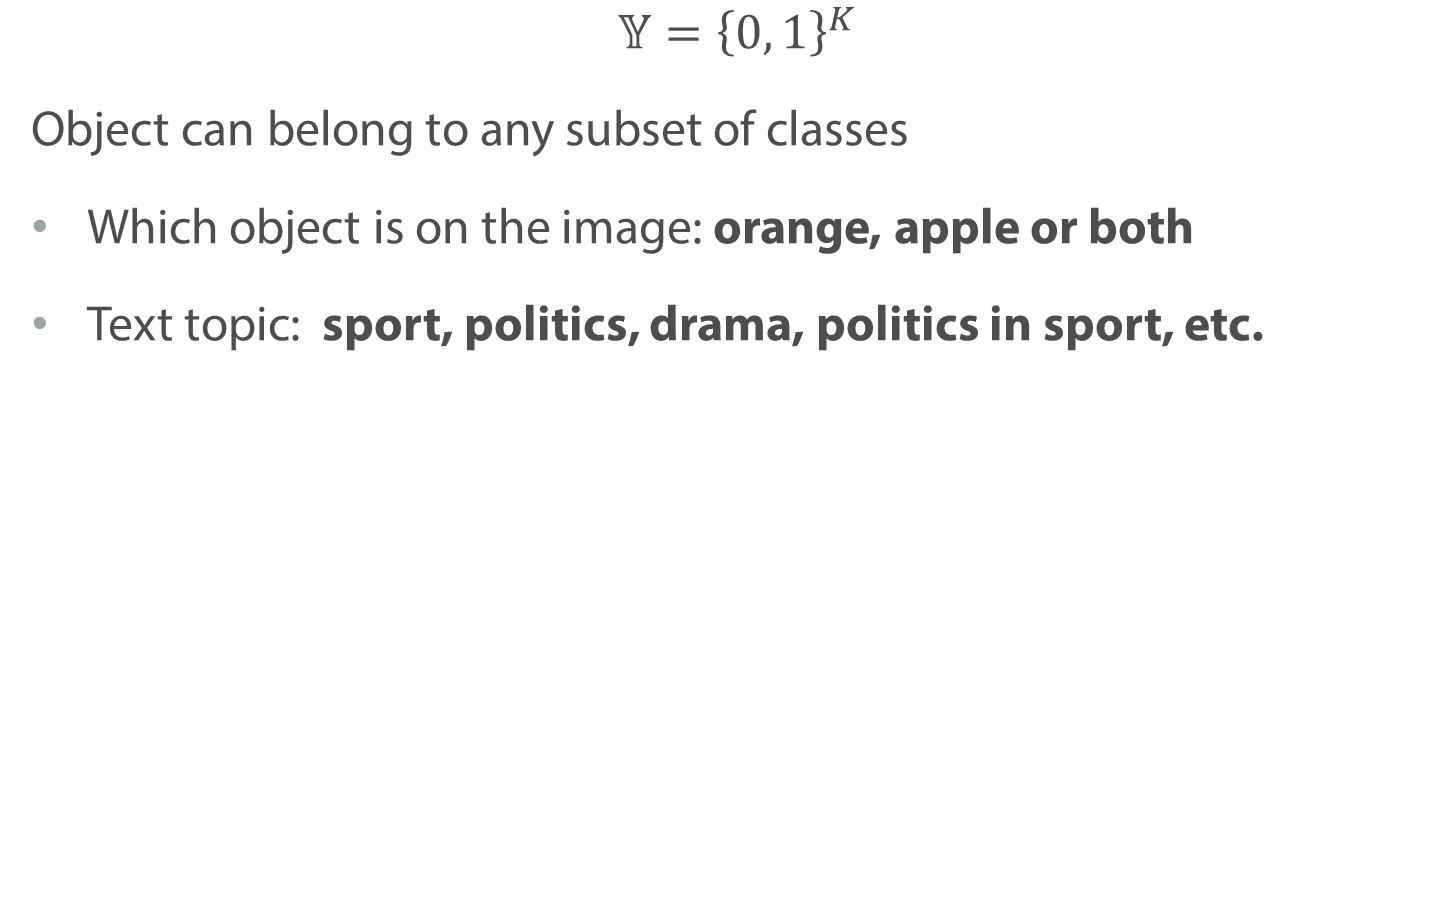 𝕐 = {0, 1}^K
Object can belong to any subset of classes
• Which object is on the image: orange, apple or both
• Text topic: sport, politics, drama, politics in sport, etc.